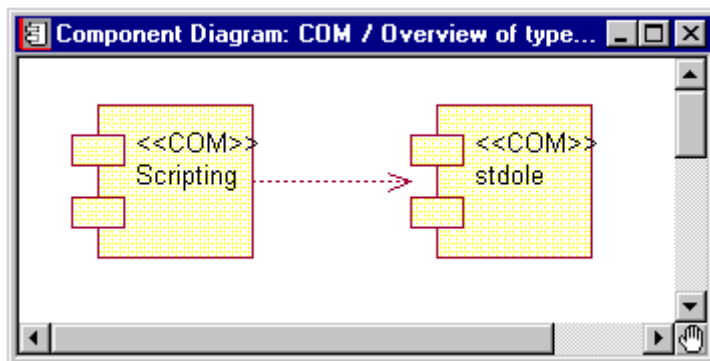 Component Diagram: COM / Overview of type...
<<COM>>
Scripting
<<COM>>
stdole